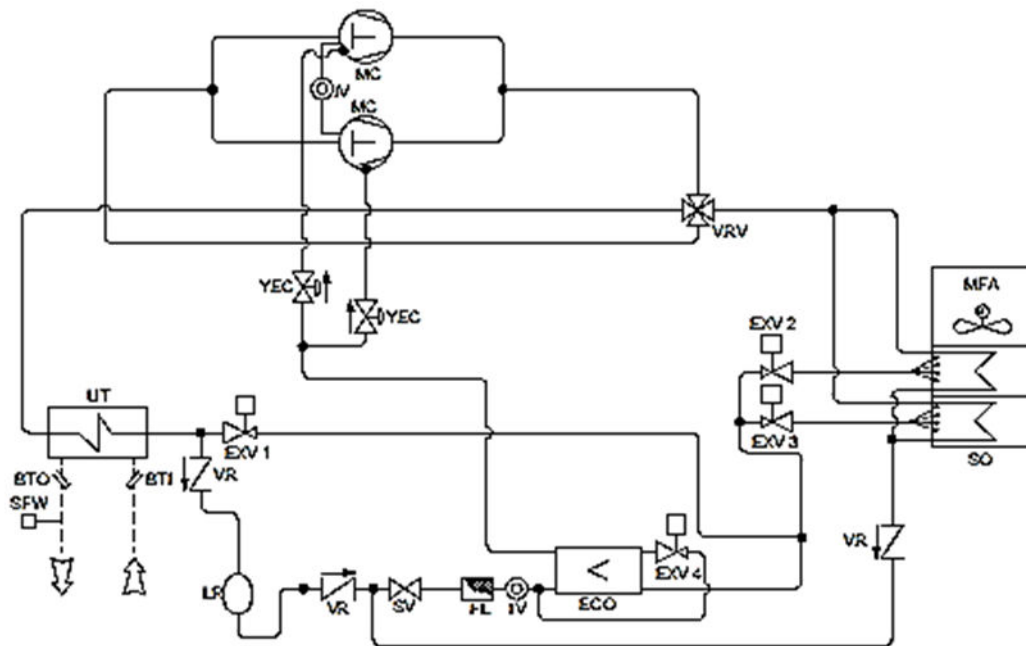 MC
IV
MC
VRV
YEC
YEC
MFA
EXV 2
EXV 3
SO
UT
EXV 1
BTO
BTI
VR
SFW
LR
VR
SV
FL
IV
ECO
EXV 4
VR